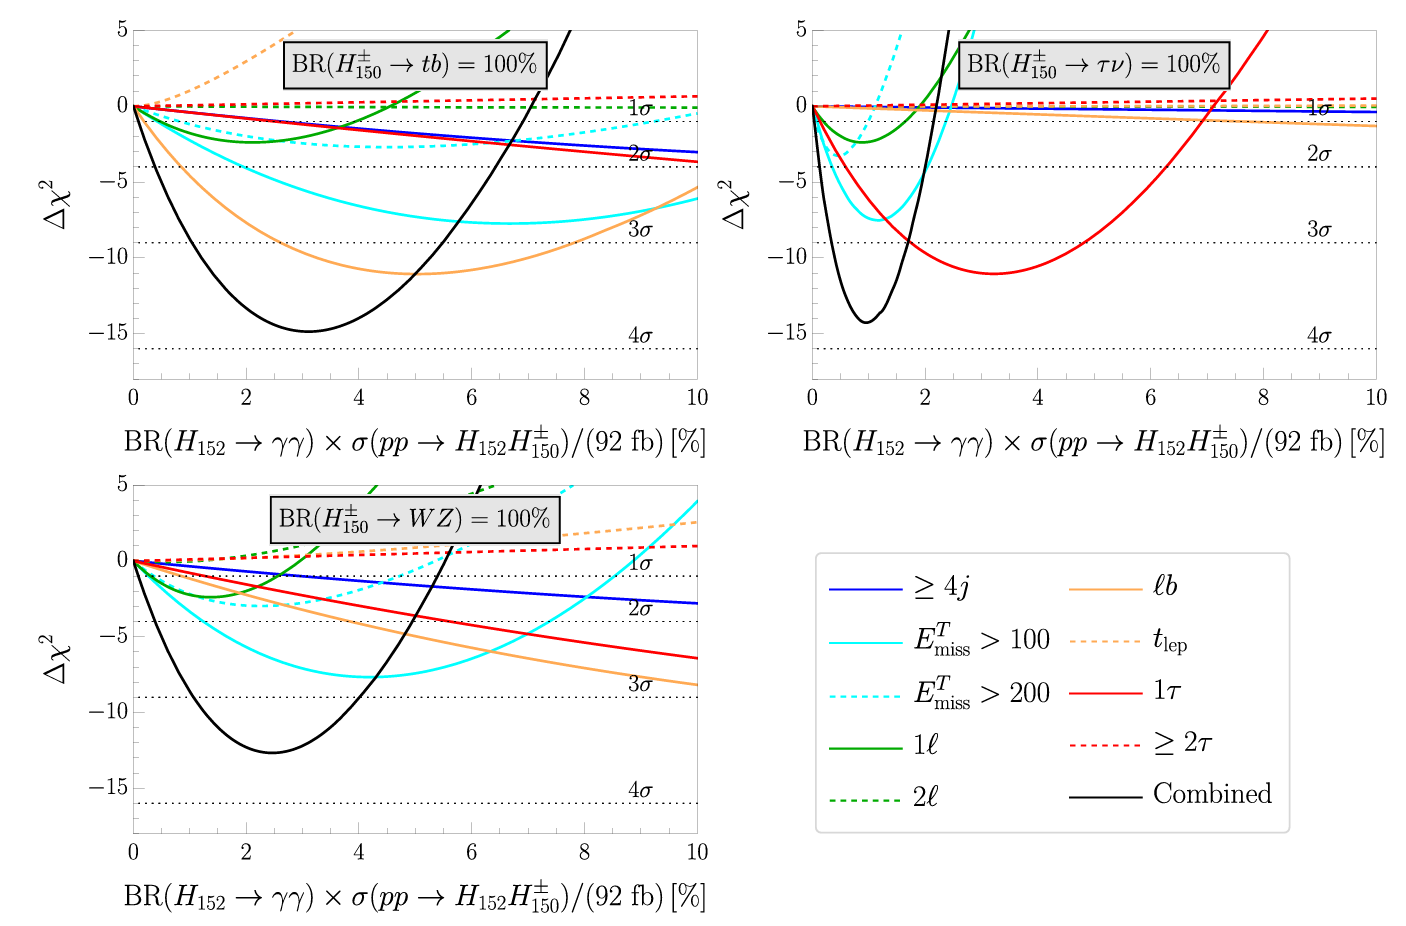 BR(H±150 → tb) = 100%
5
0
−5
−10
−15
Δχ²
1σ
2σ
3σ
4σ
0 2 4 6 8 10
BR(H152 → γγ) × σ(pp → H152H±150)/(92 fb) [%]
BR(H±150 → τν) = 100%
5
0
−5
−10
−15
Δχ²
1σ
2σ
3σ
4σ
0 2 4 6 8 10
BR(H152 → γγ) × σ(pp → H152H±150)/(92 fb) [%]
BR(H±150 → WZ) = 100%
5
0
−5
−10
−15
Δχ²
1σ
2σ
3σ
4σ
0 2 4 6 8 10
BR(H152 → γγ) × σ(pp → H152H±150)/(92 fb) [%]
≥ 4j
E^T_miss > 100
E^T_miss > 200
1ℓ
2ℓ
ℓb
t_lep
1τ
≥ 2τ
Combined